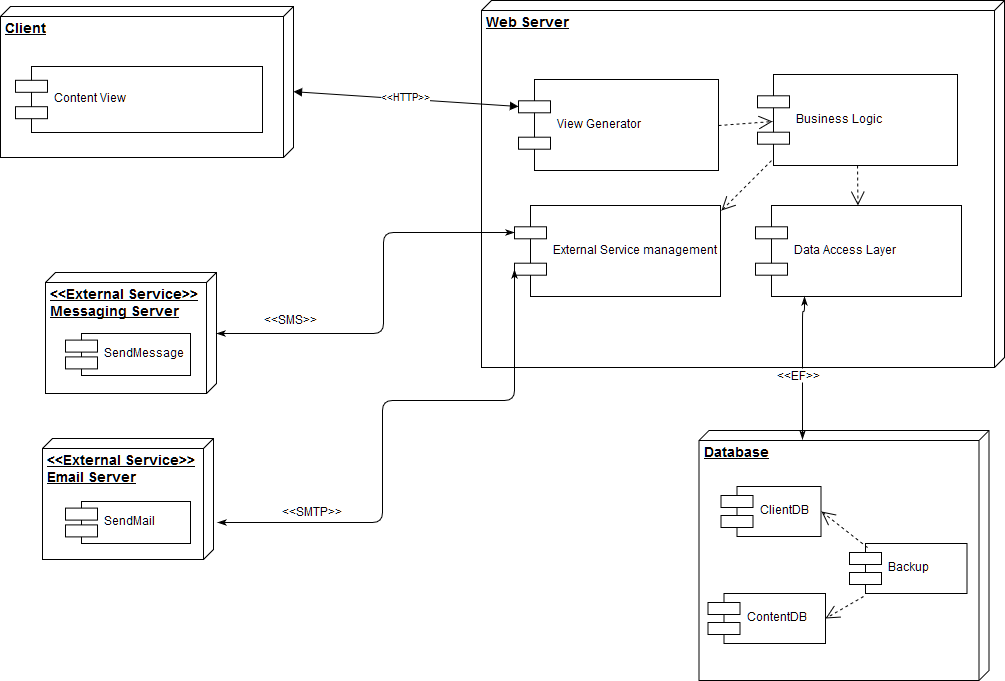 Client
Content View
<<HTTP>>
Web Server
View Generator
Business Logic
External Service management
Data Access Layer
<<External Service>>
Messaging Server
SendMessage
<<SMS>>
<<EF>>
<<External Service>>
Email Server
SendMail
<<SMTP>>
Database
ClientDB
Backup
ContentDB